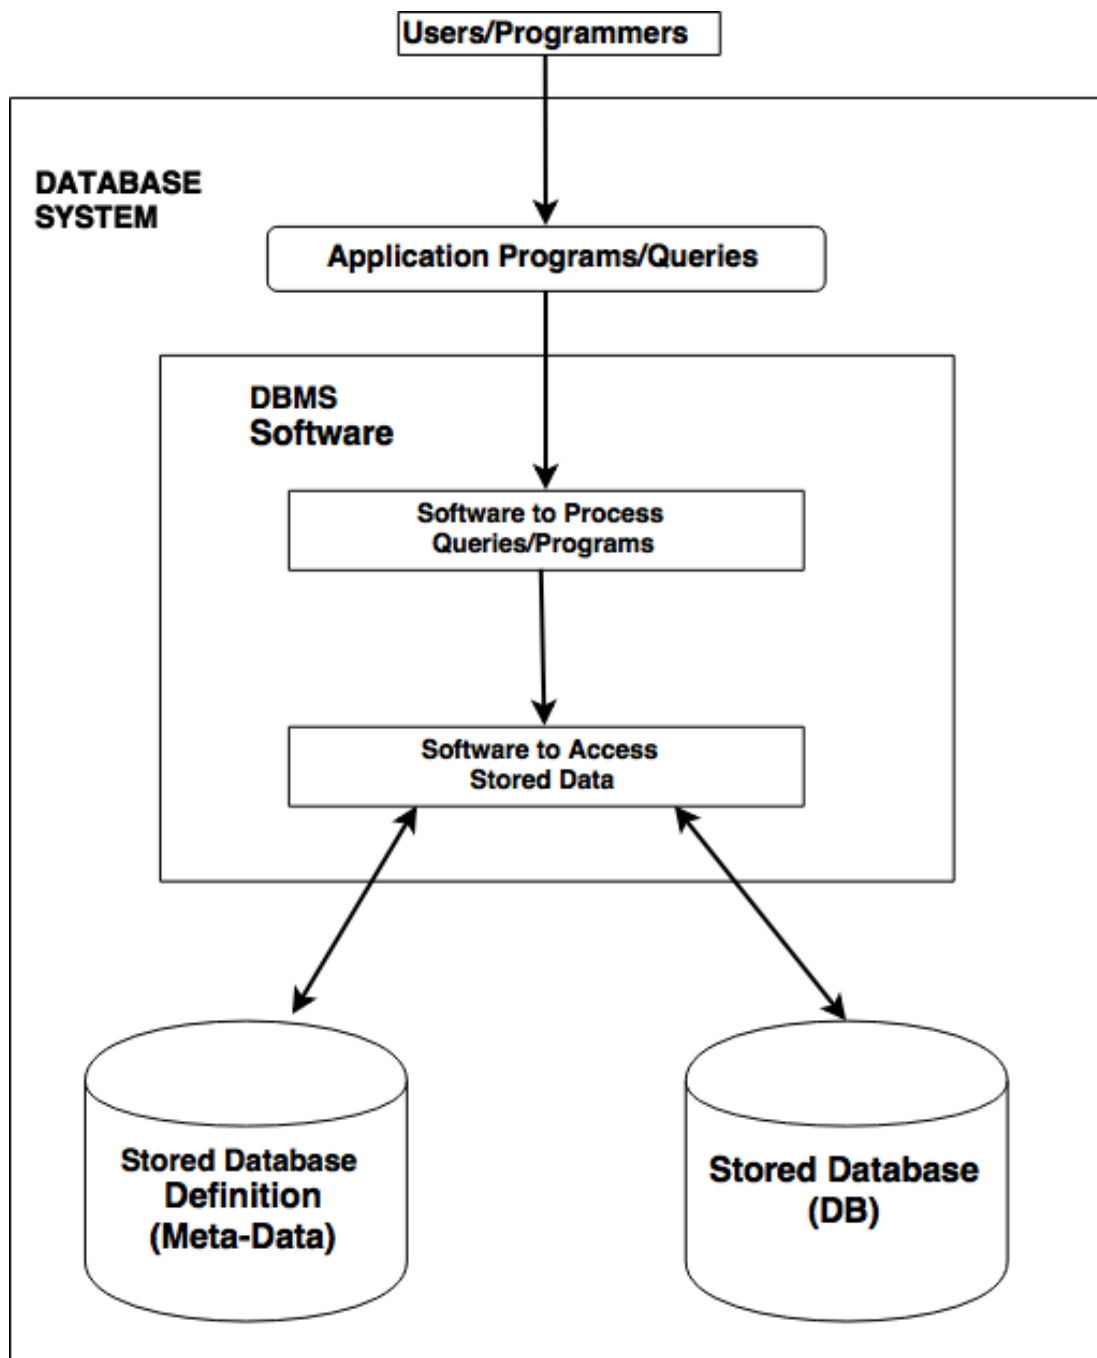 Users/Programmers
DATABASE
SYSTEM
Application Programs/Queries
DBMS
Software
Software to Process
Queries/Programs
Software to Access
Stored Data
Stored Database
Definition
(Meta-Data)
Stored Database
(DB)